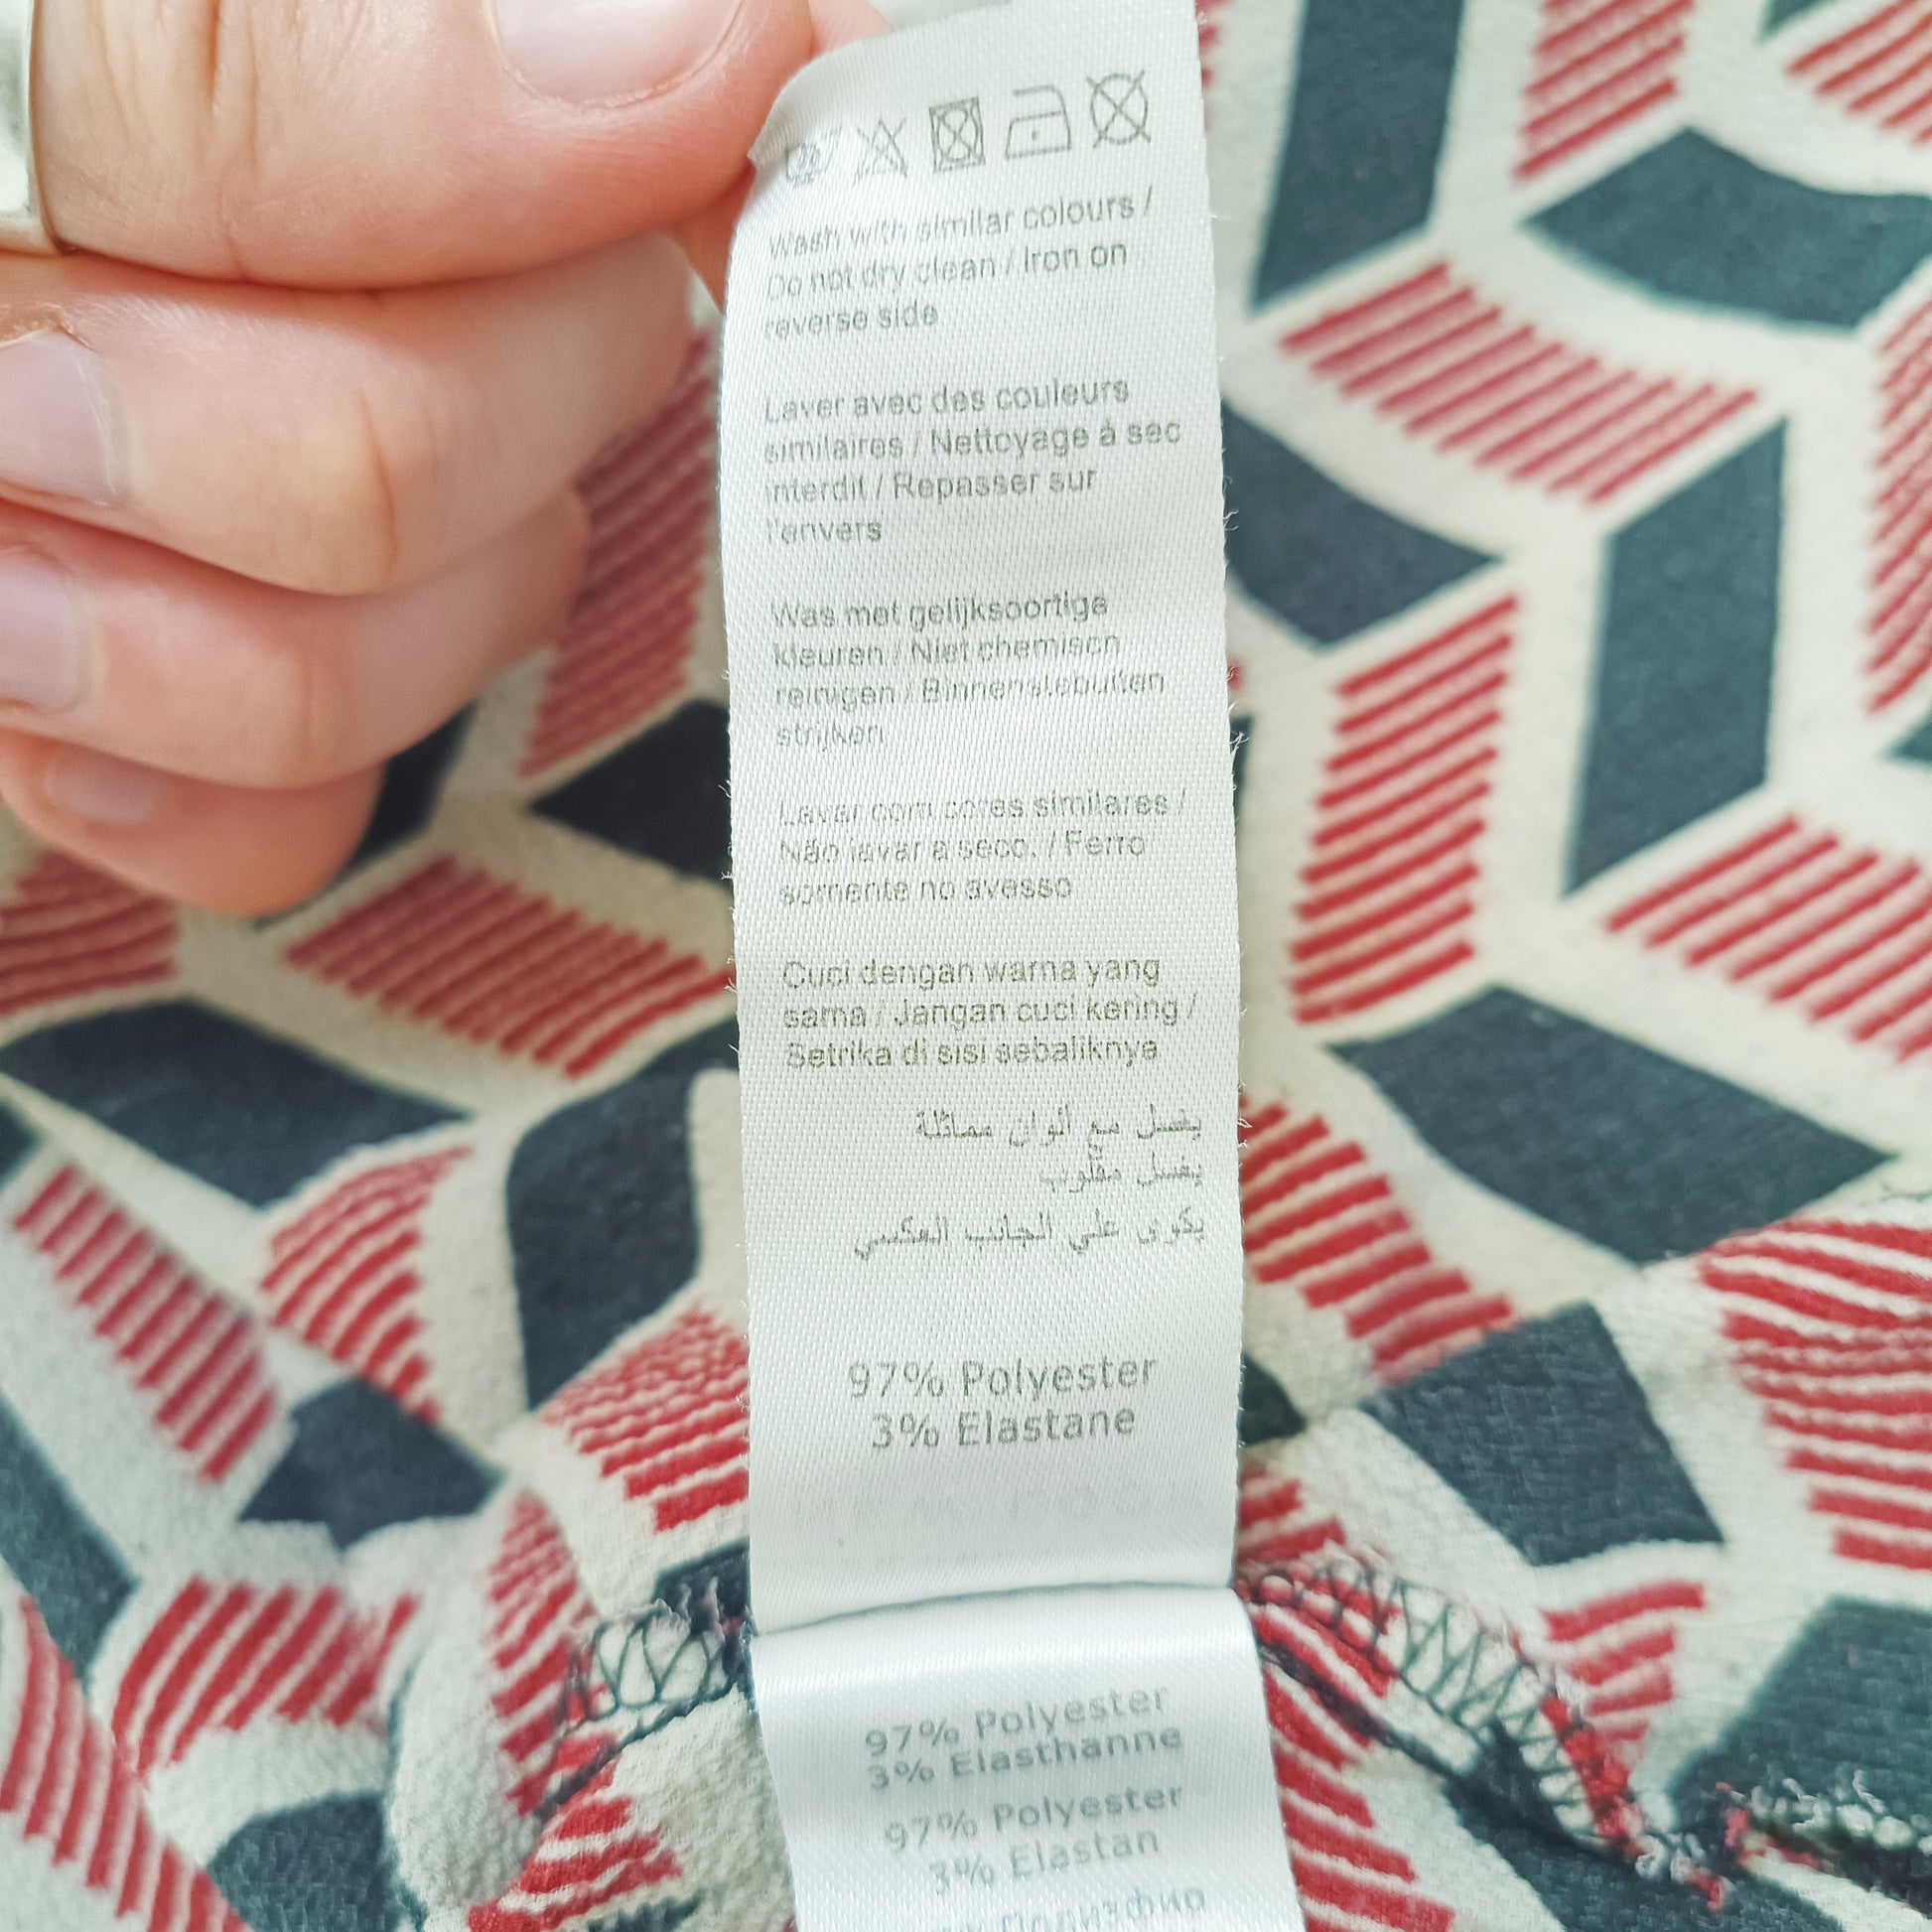 Wash with similar colours /
Do not dry clean / Iron on
reverse side
Laver avec des couleurs
similaires / Nettoyage à sec
interdit / Repasser sur
l'envers
Was met gelijksoortige
kleuren / Niet chemisch
reinigen / Binnenstebuiten
strijken
Lavar com cores similares /
Não lavar a seco. / Ferro
somente no avesso
Cuci dengan warna yang
sama / Jangan cuci kering /
Setrika di sisi sebaliknya
يغسل مع ألوان مماثلة
يغسل مقلوب
يكوى علي الجانب العكسي
97% Polyester
3% Elastane
97% Polyester
3% Elasthanne
97% Polyester
3% Elastan